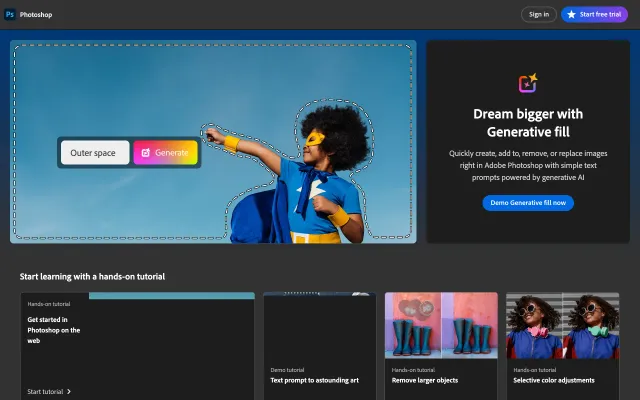 Ps Photoshop
Sign in
Start free trial
Outer space
Generate
Dream bigger with
Generative fill
Quickly create, add to, remove, or replace images
right in Adobe Photoshop with simple text
prompts powered by generative AI
Demo Generative fill now
Start learning with a hands-on tutorial
Hands-on tutorial
Get started in
Photoshop on the
web
Start tutorial
Demo tutorial
Text prompt to astounding art
Hands-on tutorial
Remove larger objects
Hands-on tutorial
Selective color adjustments